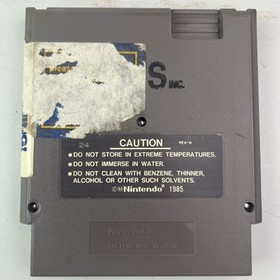 S INC.
24 CAUTION REV-A
● DO NOT STORE IN EXTREME TEMPERATURES.
● DO NOT IMMERSE IN WATER.
● DO NOT CLEAN WITH BENZENE, THINNER,
ALCOHOL OR OTHER SUCH SOLVENTS.
©M Nintendo® 1985
Nintendo